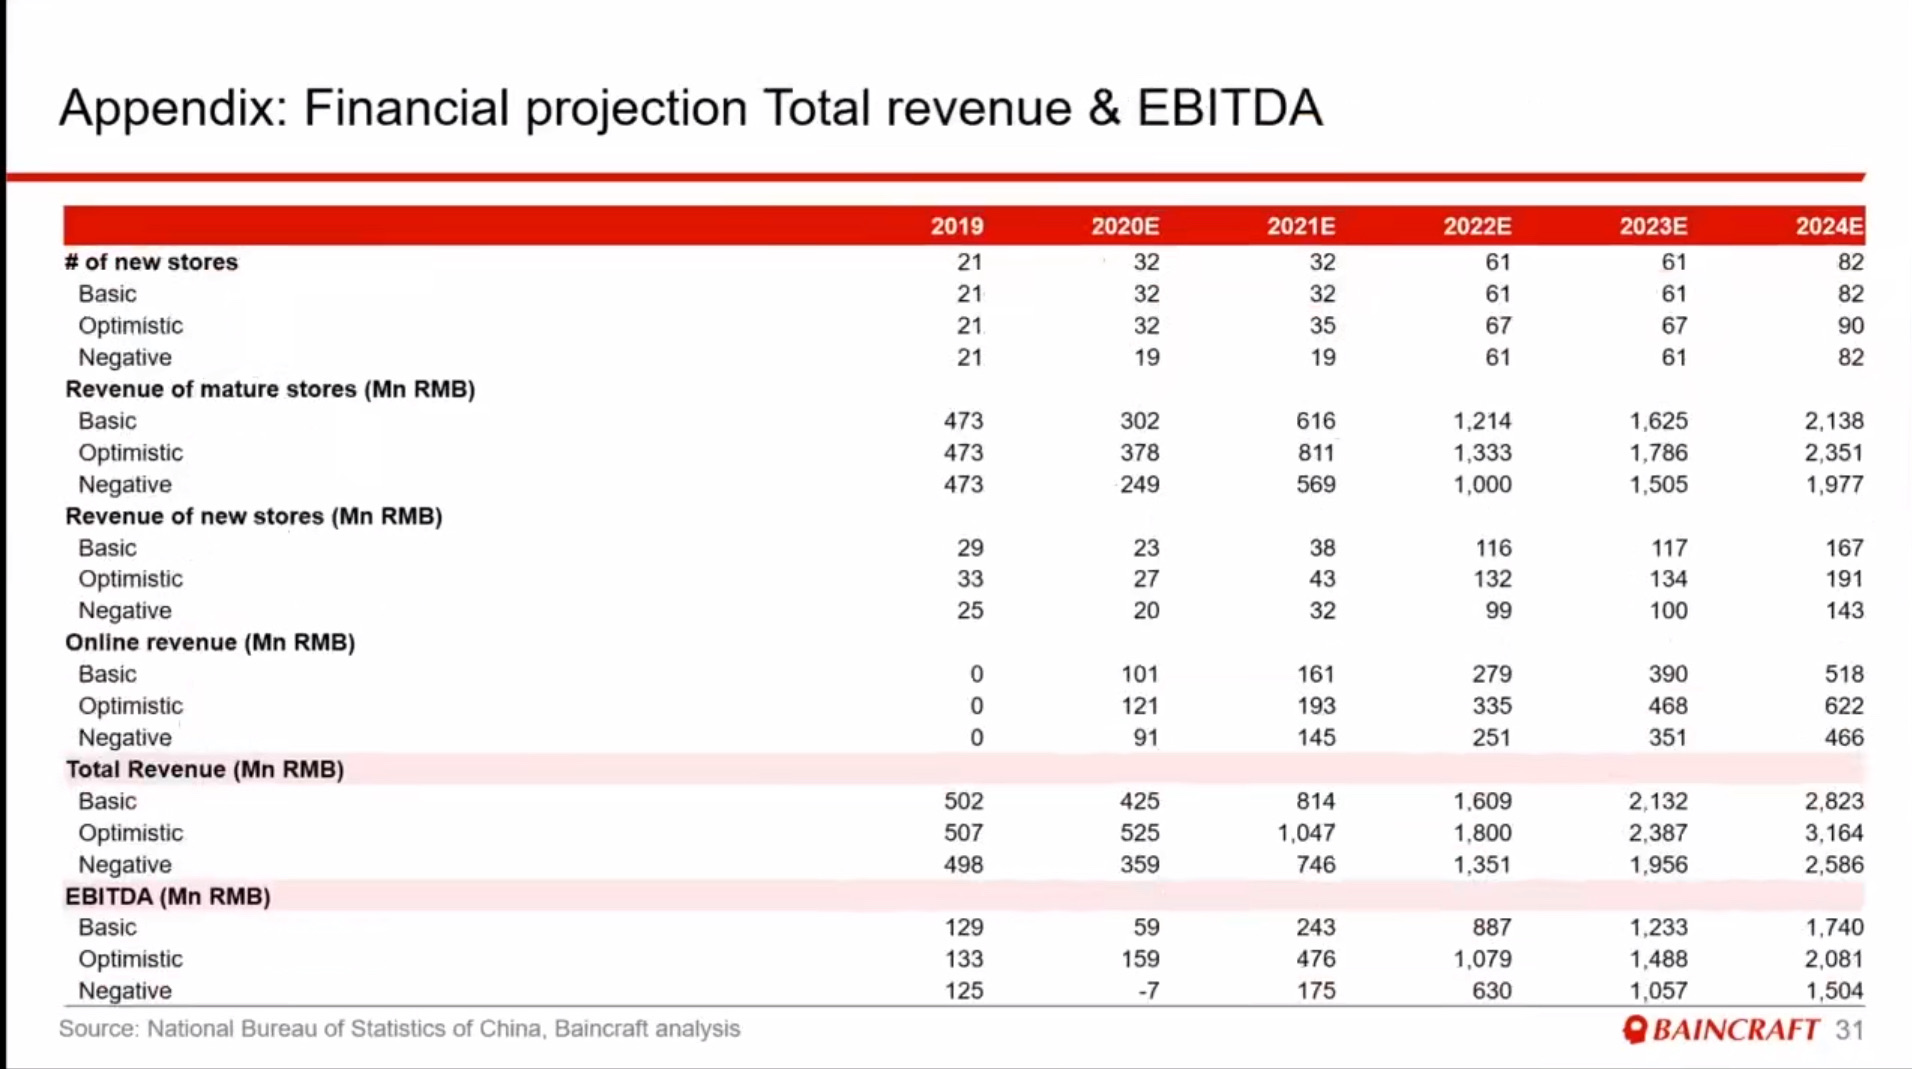 Appendix: Financial projection Total revenue & EBITDA
2019 2020E 2021E 2022E 2023E 2024E
# of new stores 21 32 32 61 61 82
Basic 21 32 32 61 61 82
Optimistic 21 32 35 67 67 90
Negative 21 19 19 61 61 82
Revenue of mature stores (Mn RMB)
Basic 473 302 616 1,214 1,625 2,138
Optimistic 473 378 811 1,333 1,786 2,351
Negative 473 249 569 1,000 1,505 1,977
Revenue of new stores (Mn RMB)
Basic 29 23 38 116 117 167
Optimistic 33 27 43 132 134 191
Negative 25 20 32 99 100 143
Online revenue (Mn RMB)
Basic 0 101 161 279 390 518
Optimistic 0 121 193 335 468 622
Negative 0 91 145 251 351 466
Total Revenue (Mn RMB)
Basic 502 425 814 1,609 2,132 2,823
Optimistic 507 525 1,047 1,800 2,387 3,164
Negative 498 359 746 1,351 1,956 2,586
EBITDA (Mn RMB)
Basic 129 59 243 887 1,233 1,740
Optimistic 133 159 476 1,079 1,488 2,081
Negative 125 -7 175 630 1,057 1,504
Source: National Bureau of Statistics of China, Baincraft analysis
BAINCRAFT 31